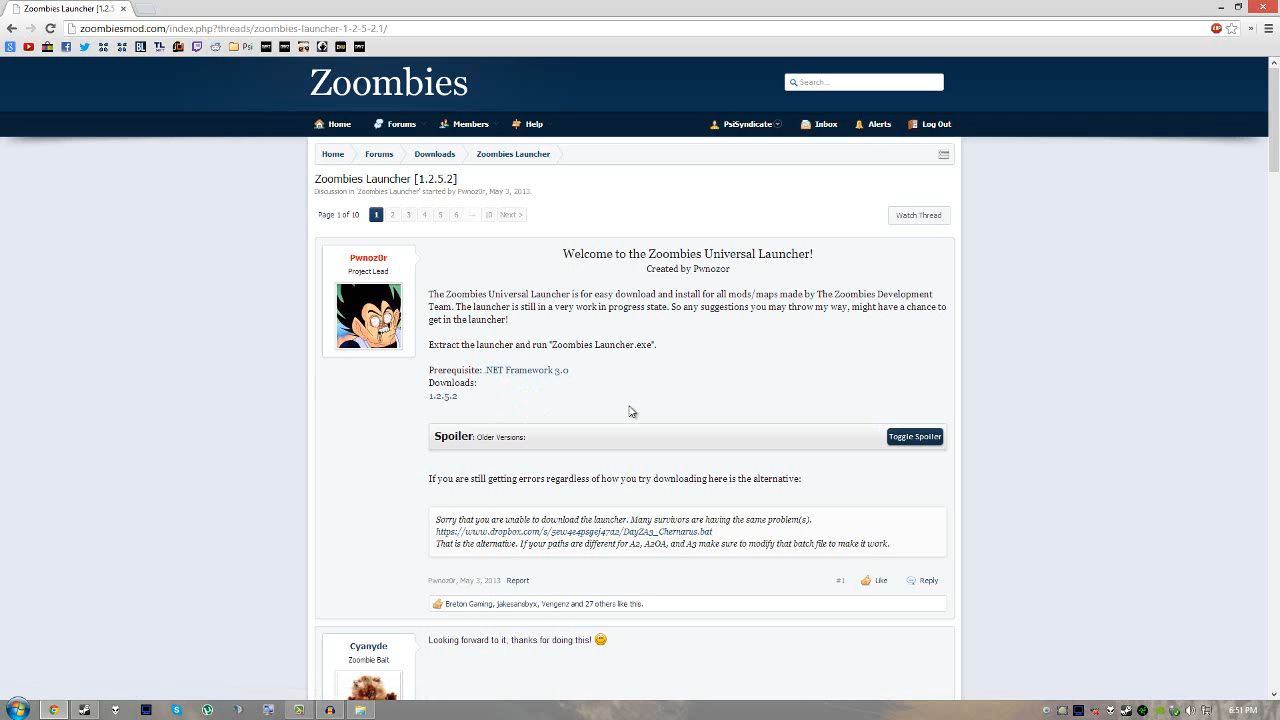 Zoombies Launcher [1.2.5
zoombiesmod.com/index.php?threads/zoombies-launcher-1-2-5-2.1/
Psi
Zoombies
Search...
Home
Forums
Members
Help
PsiSyndicate
Inbox
Alerts
Log Out
Home
Forums
Downloads
Zoombies Launcher
Zoombies Launcher [1.2.5.2]
Discussion in 'Zoombies Launcher' started by Pwnoz0r, May 3, 2013.
Page 1 of 10
1
2
3
4
5
6
...
10
Next >
Watch Thread
Pwnoz0r
Project Lead
Welcome to the Zoombies Universal Launcher!
Created by Pwnozor
The Zoombies Universal Launcher is for easy download and install for all mods/maps made by The Zoombies Development
Team. The launcher is still in a very work in progress state. So any suggestions you may throw my way, might have a chance to
get in the launcher!
Extract the launcher and run "Zoombies Launcher.exe".
Prerequisite: .NET Framework 3.0
Downloads:
1.2.5.2
Spoiler: Older Versions:
Toggle Spoiler
If you are still getting errors regardless of how you try downloading here is the alternative:
Sorry that you are unable to download the launcher. Many survivors are having the same problem(s).
https://www.dropbox.com/s/5ew4e4psgej47a2/DayZA3_Chernarus.bat
That is the alternative. If your paths are different for A2, A2OA, and A3 make sure to modify that batch file to make it work.
Pwnoz0r, May 3, 2013
Report
#1
Like
Reply
Breton Gaming, jakesansbyx, Vengenz and 27 others like this.
Cyanyde
Zoombie Bait
Looking forward to it, thanks for doing this!
6:51 PM